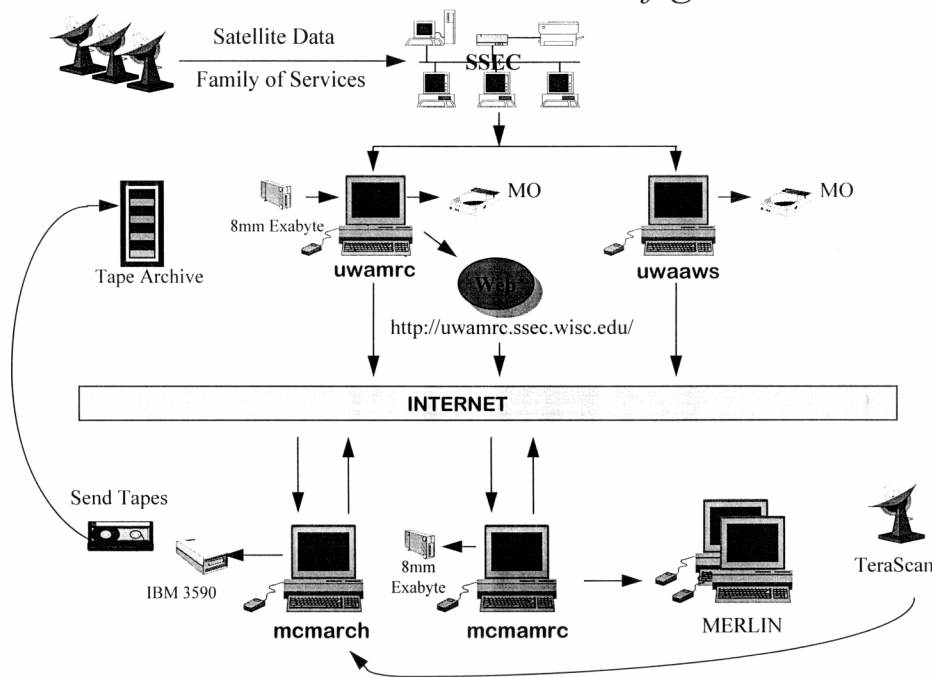 Satellite Data
Family of Services
SSEC
8mm Exabyte
MO
MO
Tape Archive
uwamrc
uwaaws
Web
http://uwamrc.ssec.wisc.edu/
INTERNET
Send Tapes
IBM 3590
8mm
Exabyte
TeraScan
mcmarch
mcmamrc
MERLIN